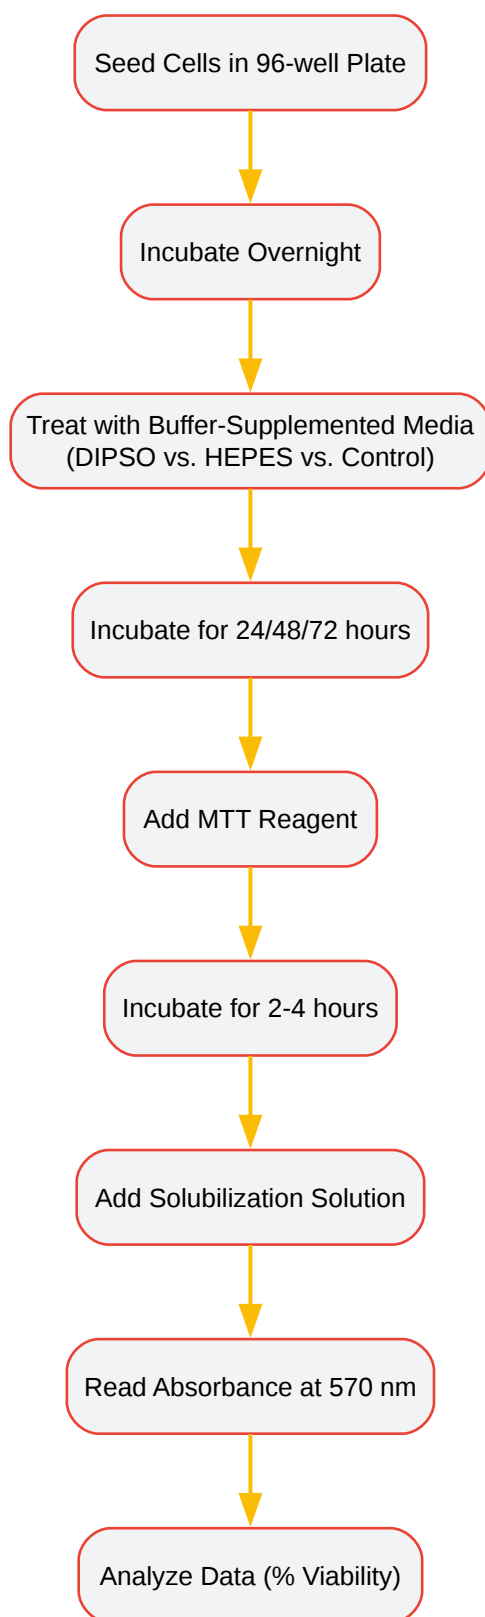 Seed Cells in 96-well Plate
Incubate Overnight
Treat with Buffer-Supplemented Media
(DIPSO vs. HEPES vs. Control)
Incubate for 24/48/72 hours
Add MTT Reagent
Incubate for 2-4 hours
Add Solubilization Solution
Read Absorbance at 570 nm
Analyze Data (% Viability)